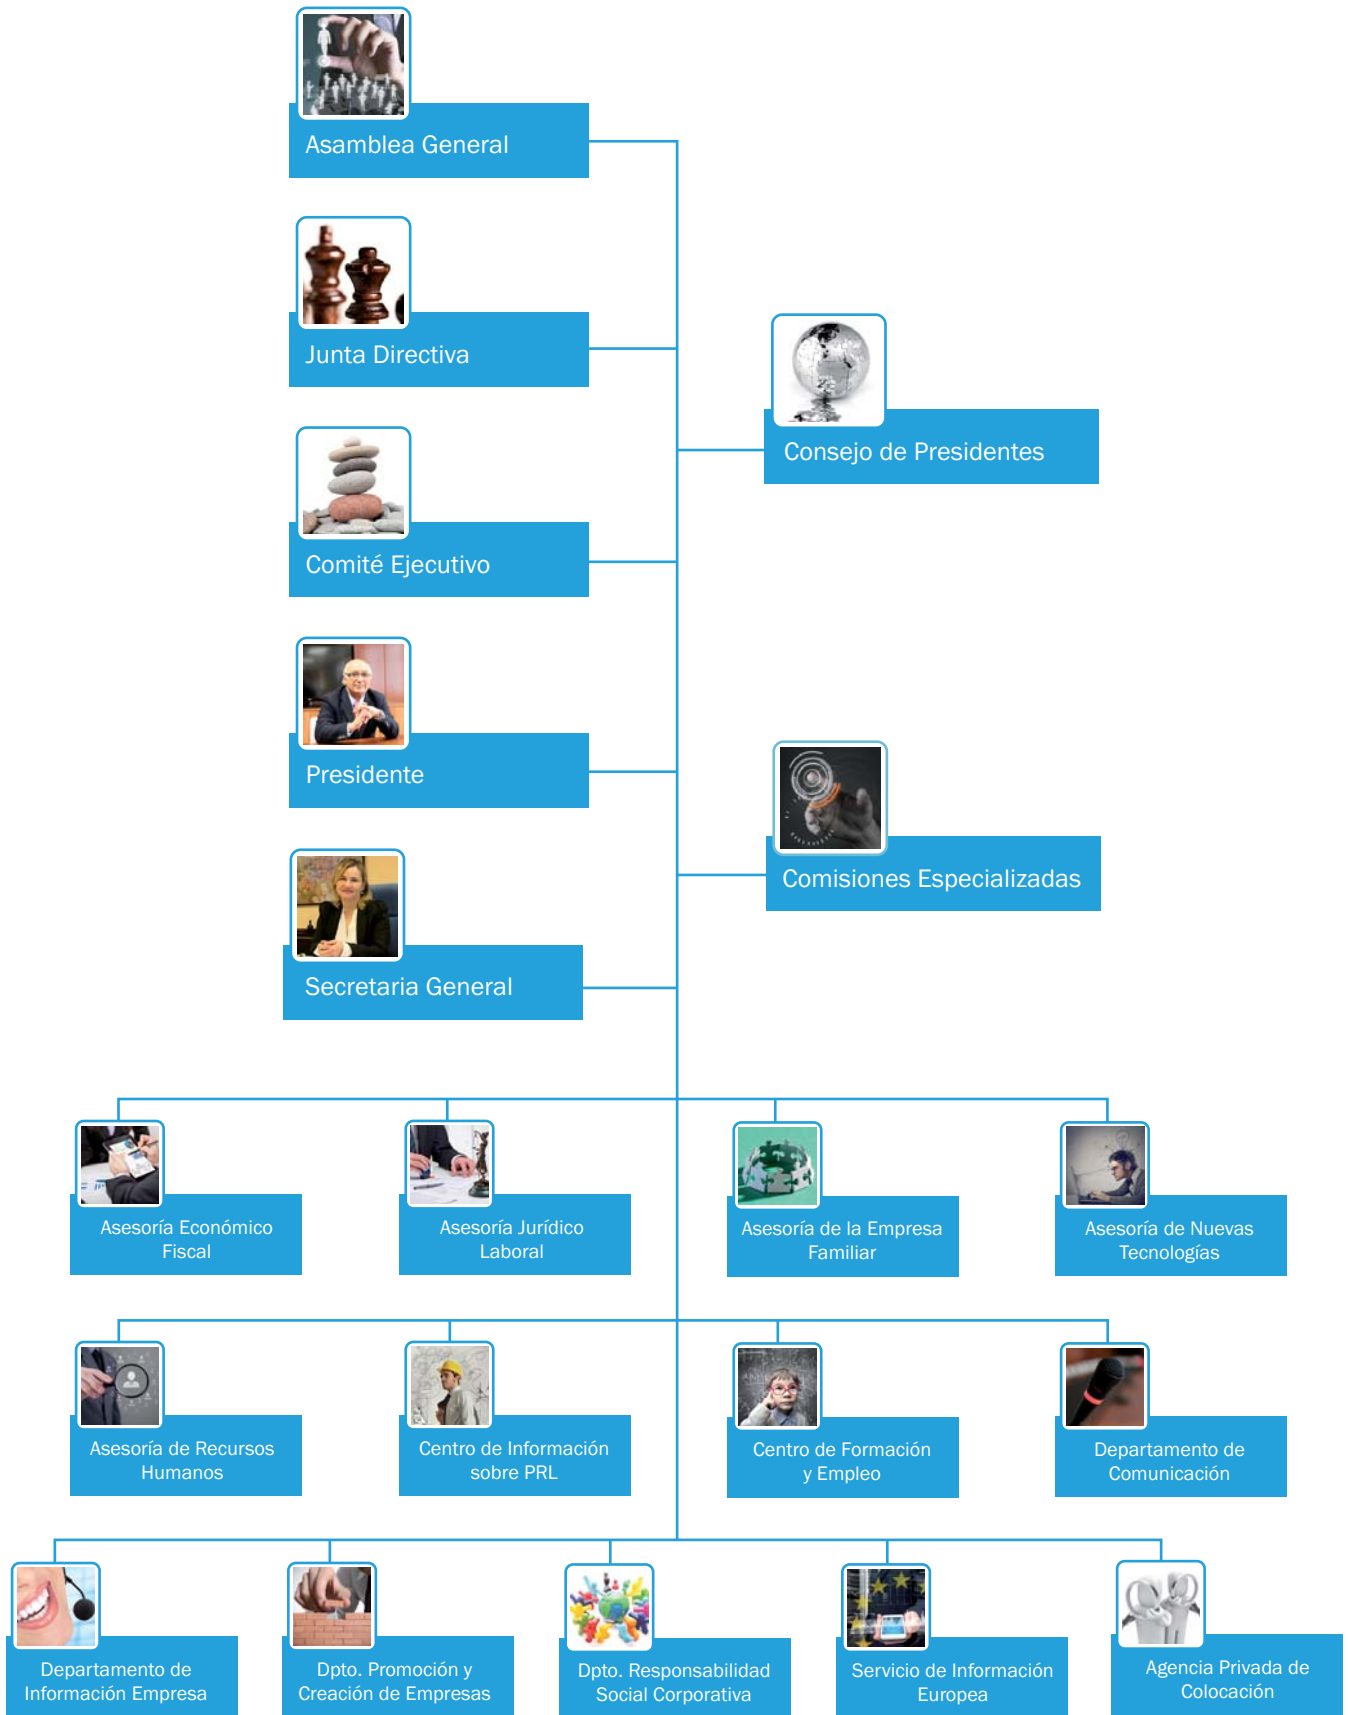 Asamblea General
Junta Directiva
Consejo de Presidentes
Comité Ejecutivo
Presidente
Comisiones Especializadas
Secretaria General
Asesoría Económico
Fiscal
Asesoría Jurídico
Laboral
Asesoría de la Empresa
Familiar
Asesoría de Nuevas
Tecnologías
Asesoría de Recursos
Humanos
Centro de Información
sobre PRL
Centro de Formación
y Empleo
Departamento de
Comunicación
Departamento de
Información Empresa
Dpto. Promoción y
Creación de Empresas
Dpto. Responsabilidad
Social Corporativa
Servicio de Información
Europea
Agencia Privada de
Colocación